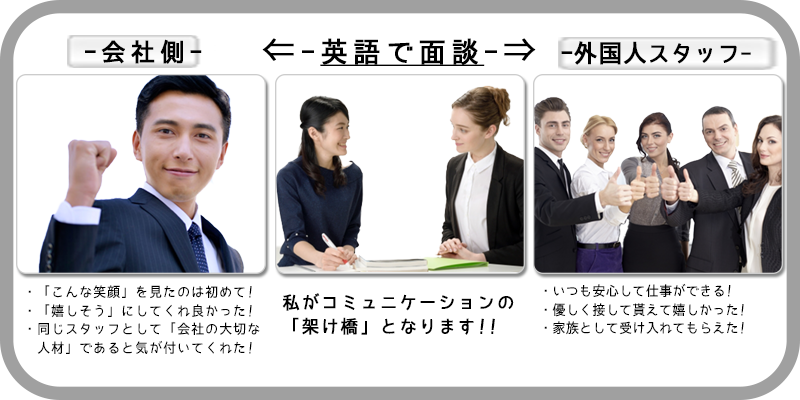 -会社側-
⇐-英語で面談-⇒
-外国人スタッフ-
・「こんな笑顔」を見たのは初めて!
・「嬉しそう」にしてくれ良かった!
・同じスタッフとして「会社の大切な
人材」であると気が付いてくれた!
私がコミュニケーションの
「架け橋」となります!!
・いつも安心して仕事ができる!
・優しく接して貰えて嬉しかった!
・家族として受け入れてもらえた!